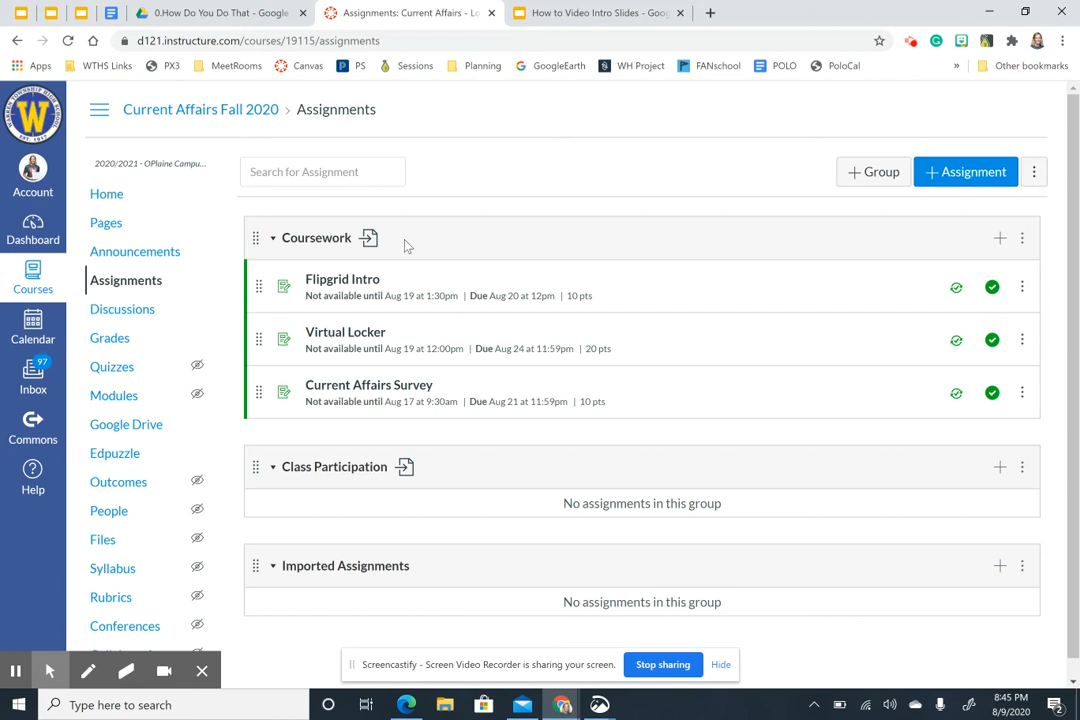 0.How Do You Do That - Google
Assignments: Current Affairs - Lo
How to Video Intro Slides - Goog
d121.instructure.com/courses/19115/assignments
Apps
WTHS Links
PX3
MeetRooms
Canvas
PS
Sessions
Planning
GoogleEarth
WH Project
FANschool
POLO
PoloCal
»
Other bookmarks
W
Account
Dashboard
Courses
Calendar
97
Inbox
Commons
Help
Current Affairs Fall 2020 › Assignments
2020/2021 - OPlaine Campu...
Home
Pages
Announcements
Assignments
Discussions
Grades
Quizzes
Modules
Google Drive
Edpuzzle
Outcomes
People
Files
Syllabus
Rubrics
Conferences
Search for Assignment
+ Group
+ Assignment
Coursework
Flipgrid Intro
Not available until Aug 19 at 1:30pm | Due Aug 20 at 12pm | 10 pts
Virtual Locker
Not available until Aug 19 at 12:00pm | Due Aug 24 at 11:59pm | 20 pts
Current Affairs Survey
Not available until Aug 17 at 9:30am | Due Aug 21 at 11:59pm | 10 pts
Class Participation
No assignments in this group
Imported Assignments
No assignments in this group
Screencastify - Screen Video Recorder is sharing your screen.
Stop sharing
Hide
Type here to search
8:45 PM
8/9/2020
2